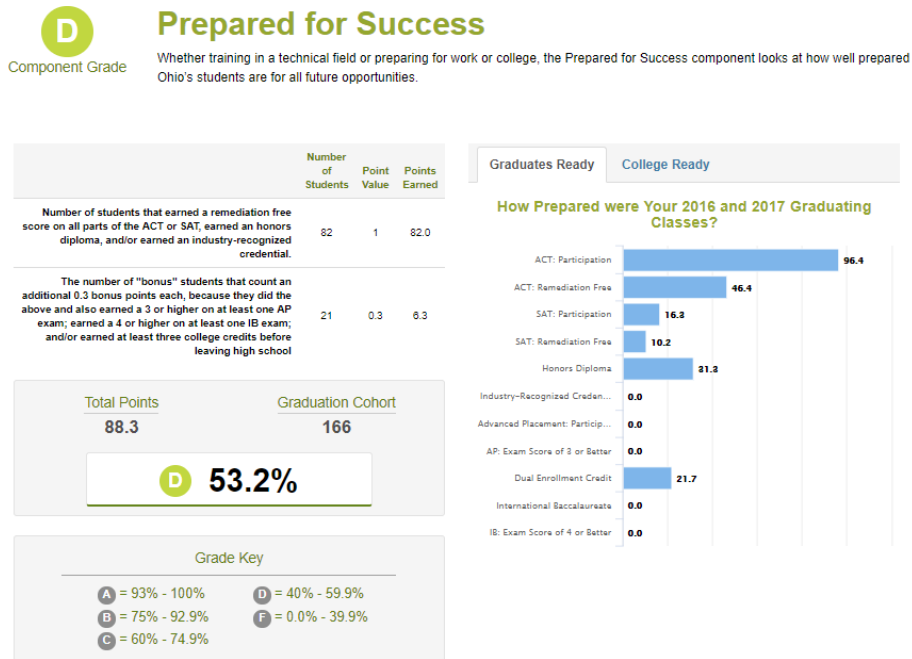 D
Component Grade
Prepared for Success
Whether training in a technical field or preparing for work or college, the Prepared for Success component looks at how well prepared
Ohio's students are for all future opportunities.
Number
of
Students
Point
Value
Points
Earned
Number of students that earned a remediation free
score on all parts of the ACT or SAT, earned an honors
diploma, and/or earned an industry-recognized
credential.
82 1 82.0
The number of "bonus" students that count an
additional 0.3 bonus points each, because they did the
above and also earned a 3 or higher on at least one AP
exam; earned a 4 or higher on at least one IB exam;
and/or earned at least three college credits before
leaving high school
21 0.3 6.3
Total Points Graduation Cohort
88.3 166
D 53.2%
Grade Key
A = 93% - 100% D = 40% - 59.9%
B = 75% - 92.9% F = 0.0% - 39.9%
C = 60% - 74.9%
Graduates Ready College Ready
How Prepared were Your 2016 and 2017 Graduating
Classes?
ACT: Participation 96.4
ACT: Remediation Free 46.4
SAT: Participation 16.3
SAT: Remediation Free 10.2
Honors Diploma 31.3
Industry-Recognized Creden... 0.0
Advanced Placement: Particip... 0.0
AP: Exam Score of 3 or Better 0.0
Dual Enrollment Credit 21.7
International Baccalaureate 0.0
IB: Exam Score of 4 or Better 0.0